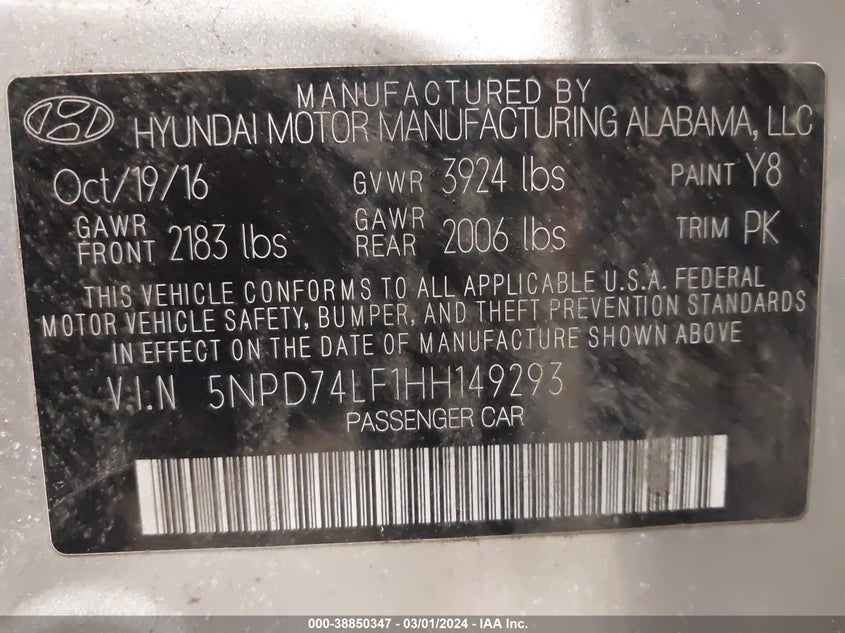 MANUFACTURED BY
HYUNDAI MOTOR MANUFACTURING ALABAMA, LLC
Oct/19/16 GVWR 3924 lbs PAINT Y8
GAWR FRONT 2183 lbs GAWR REAR 2006 lbs TRIM PK
THIS VEHICLE CONFORMS TO ALL APPLICABLE U.S.A. FEDERAL
MOTOR VEHICLE SAFETY, BUMPER, AND THEFT PREVENTION STANDARDS
IN EFFECT ON THE DATE OF MANUFACTURE SHOWN ABOVE
V.I.N 5NPD74LF1HH149293
PASSENGER CAR
000-38850347 - 03/01/2024 - IAA Inc.